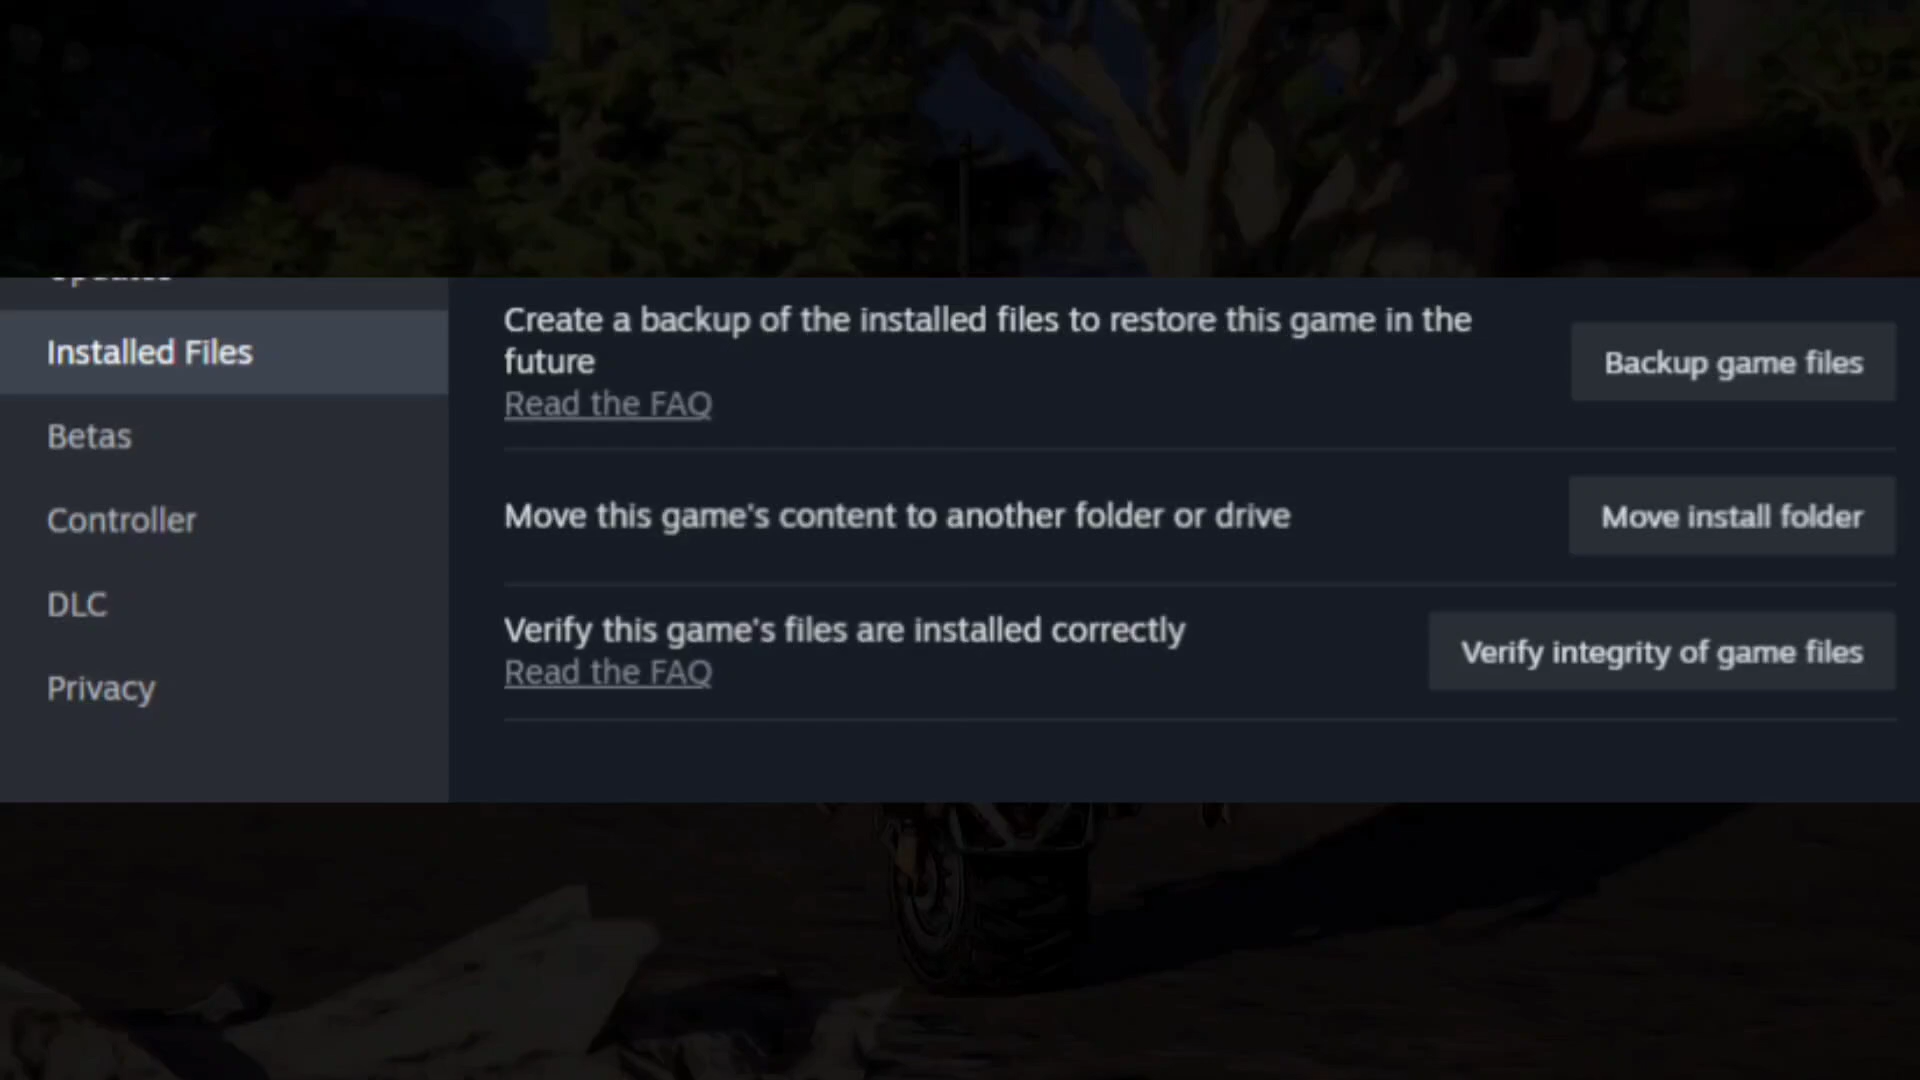 Updates
Installed Files
Betas
Controller
DLC
Privacy
Create a backup of the installed files to restore this game in the
future
Read the FAQ
Backup game files
Move this game's content to another folder or drive
Move install folder
Verify this game's files are installed correctly
Read the FAQ
Verify integrity of game files